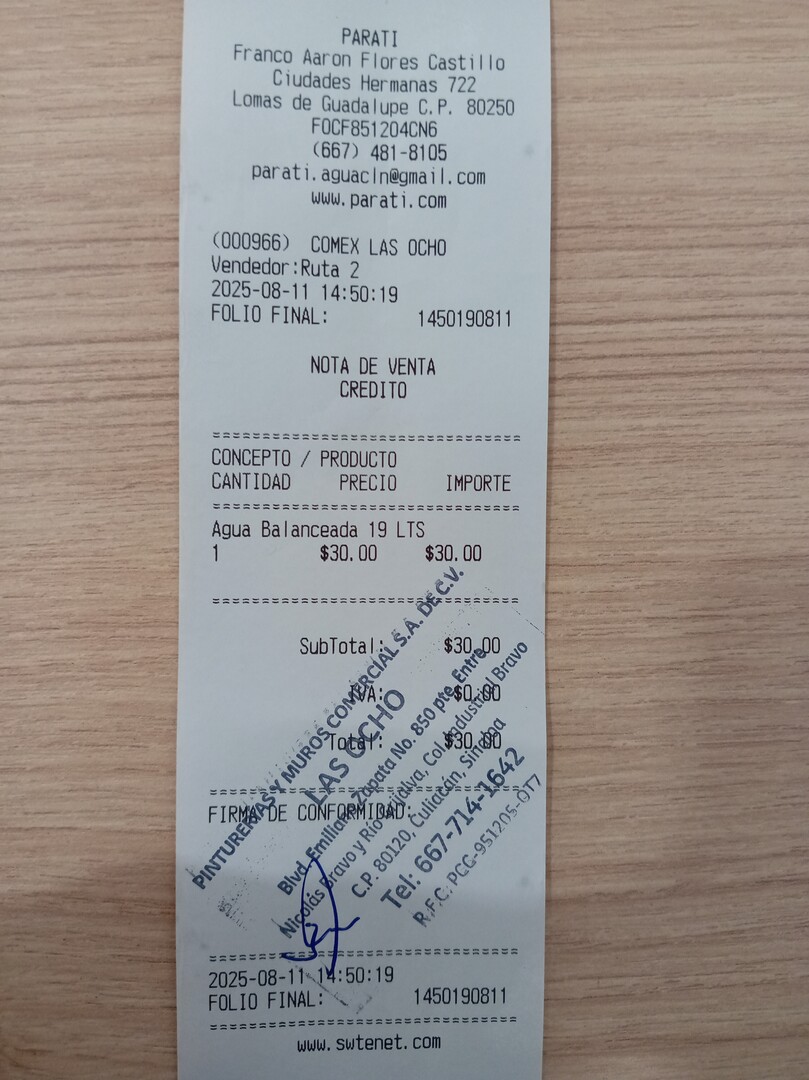 PARATI
Franco Aaron Flores Castillo
Ciudades Hermanas 722
Lomas de Guadalupe C.P. 80250
FOCF851204CN6
(667) 481-8105
parati.aguacln@gmail.com
www.parati.com
(000966) COMEX LAS OCHO
Vendedor:Ruta 2
2025-08-11 14:50:19
FOLIO FINAL: 1450190811
NOTA DE VENTA
CREDITO
CONCEPTO / PRODUCTO
CANTIDAD PRECIO IMPORTE
Agua Balanceada 19 LTS
1 $30.00 $30.00
SubTotal: $30.00
IVA: $0.00
Total: $30.00
FIRMA DE CONFORMIDAD:
PINTURERIAS Y MUROS COMERCIAL S.A. DE C.V.
LAS OCHO
Blvd. Emiliano Zapata No. 850 pte. Entre
Nicolás Bravo y Río Grijalva, Col. Industrial Bravo
C.P. 80120, Culiacán, Sinaloa
Tel: 667-714-1642
R.F.C. PCG-951205-QT7
2025-08-11 14:50:19
FOLIO FINAL: 1450190811
www.swtenet.com